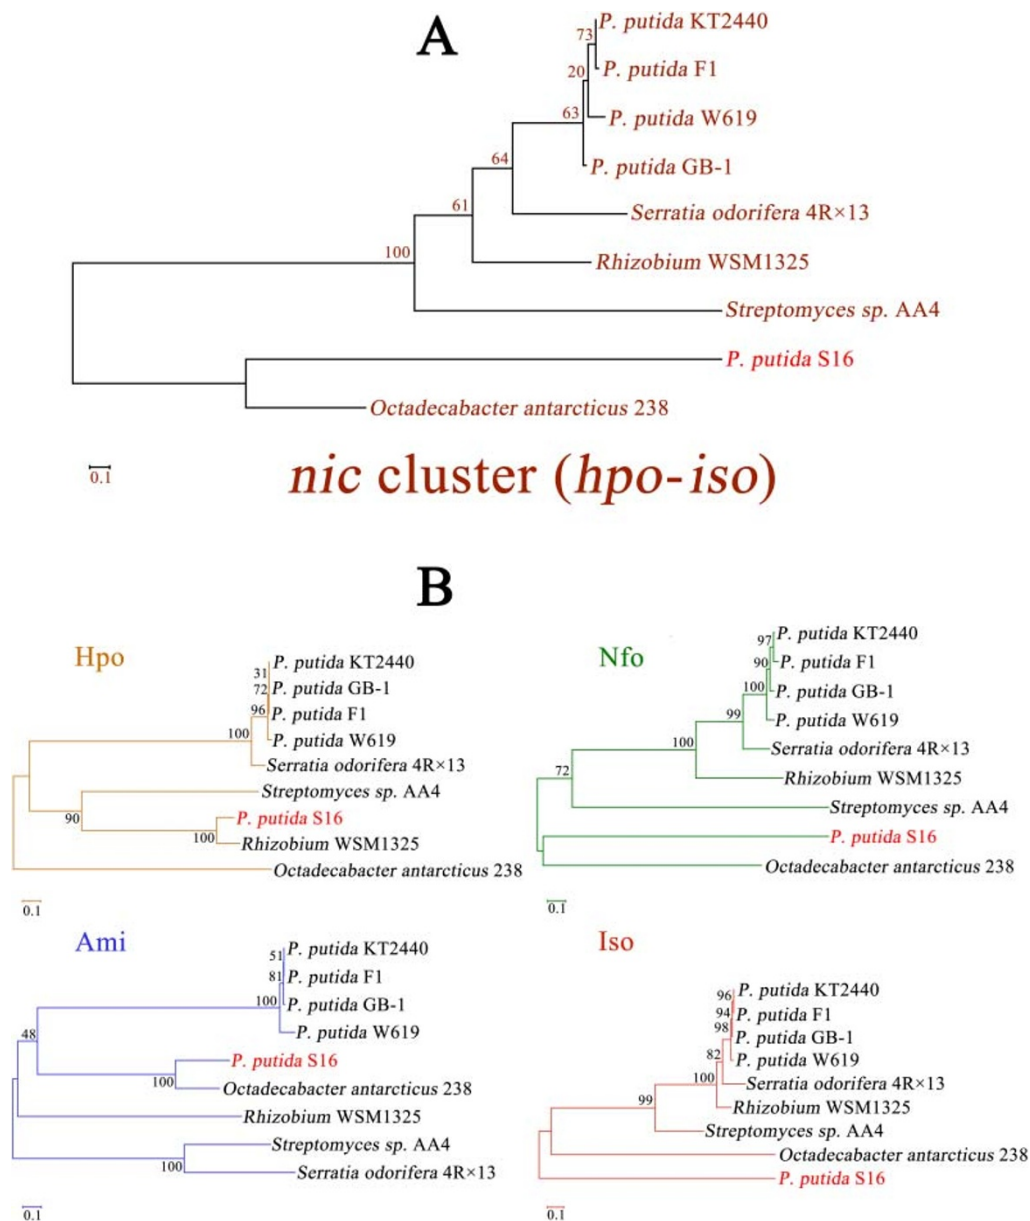 A
P. putida KT2440
73
P. putida F1
20
P. putida W619
63
P. putida GB-1
64
Serratia odorifera 4R×13
61
Rhizobium WSM1325
100
Streptomyces sp. AA4
P. putida S16
Octadecabacter antarcticus 238
0.1
nic cluster (hpo-iso)
B
Hpo
P. putida KT2440
31
P. putida GB-1
72
P. putida F1
96
P. putida W619
100
Serratia odorifera 4R×13
Streptomyces sp. AA4
90
P. putida S16
100
Rhizobium WSM1325
Octadecabacter antarcticus 238
0.1
Nfo
P. putida KT2440
97
P. putida F1
90
P. putida GB-1
100
P. putida W619
99
Serratia odorifera 4R×13
100
Rhizobium WSM1325
72
Streptomyces sp. AA4
P. putida S16
Octadecabacter antarcticus 238
0.1
Ami
P. putida KT2440
51
P. putida F1
81
P. putida GB-1
100
P. putida W619
48
P. putida S16
100
Octadecabacter antarcticus 238
Rhizobium WSM1325
Streptomyces sp. AA4
100
Serratia odorifera 4R×13
0.1
Iso
P. putida KT2440
96
P. putida F1
94
P. putida GB-1
98
P. putida W619
82
Serratia odorifera 4R×13
100
Rhizobium WSM1325
99
Streptomyces sp. AA4
Octadecabacter antarcticus 238
P. putida S16
0.1